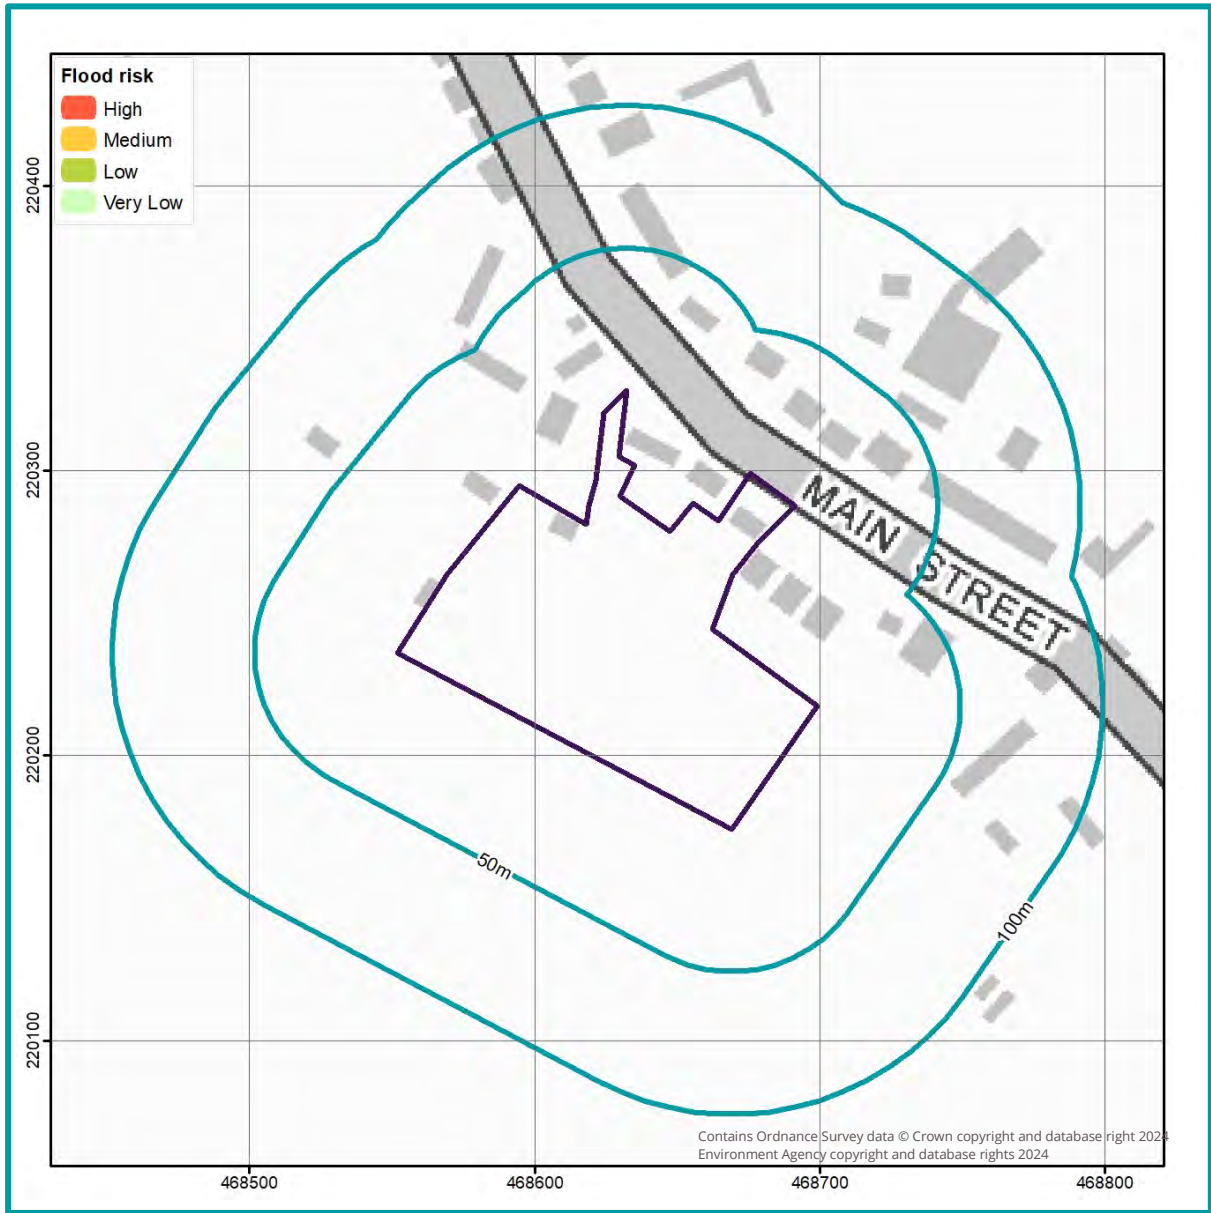 Flood risk
High
Medium
Low
Very Low
220400
220300
220200
220100
MAIN STREET
50m
100m
Contains Ordnance Survey data © Crown copyright and database right 2024
Environment Agency copyright and database rights 2024
468500
468600
468700
468800